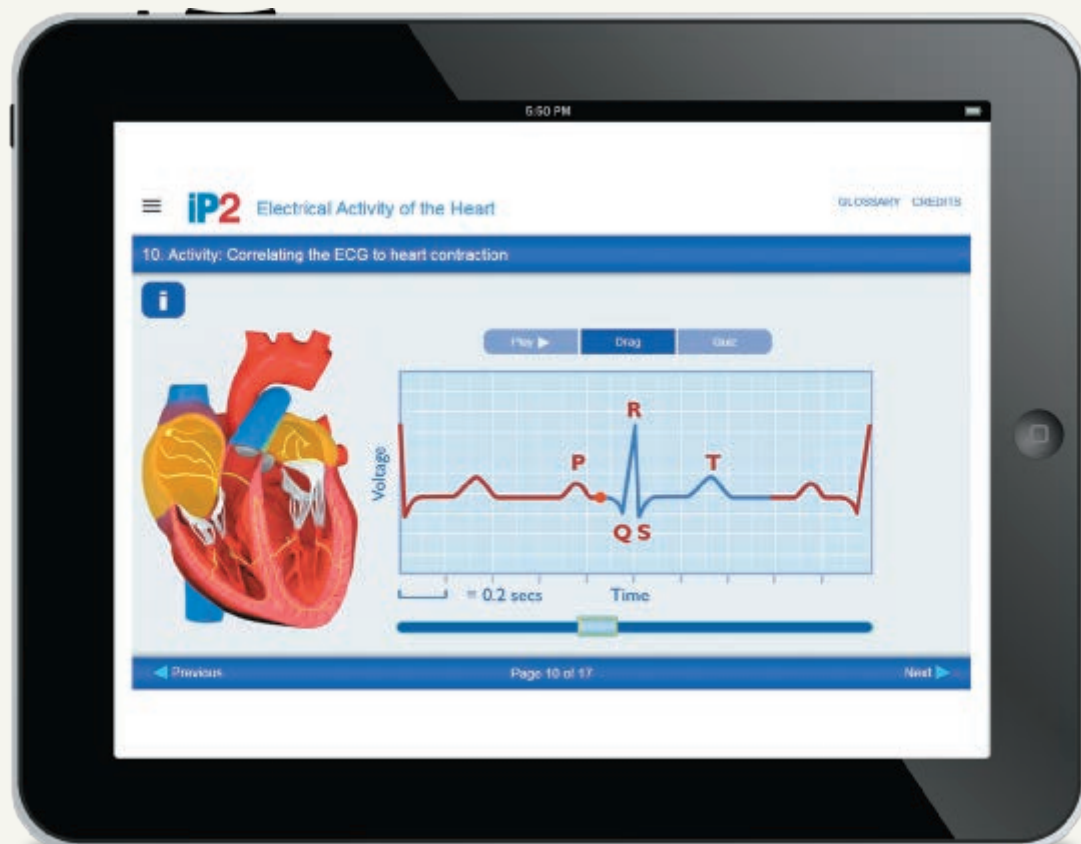 5:50 PM
iP2 Electrical Activity of the Heart
GLOSSARY CREDITS
10. Activity: Correlating the ECG to heart contraction
i
Play Drag Quiz
R
P
T
Voltage
Q S
= 0.2 secs Time
Previous Page 10 of 17 Next